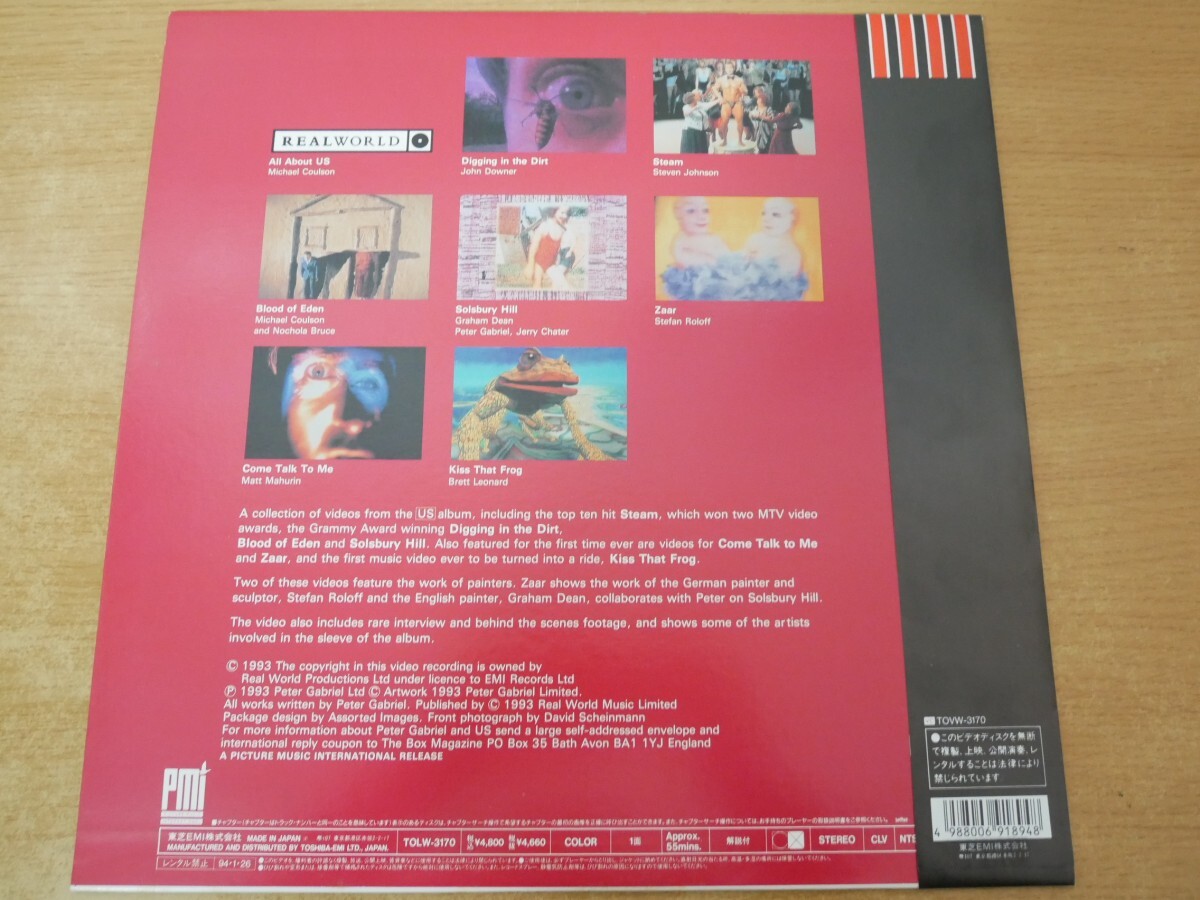 REALWORLD
All About US
Michael Coulson
Digging in the Dirt
John Downer
Steam
Steven Johnson
Blood of Eden
Michael Coulson
and Nochola Bruce
Solsbury Hill
Graham Dean
Peter Gabriel, Jerry Chater
Zaar
Stefan Roloff
Come Talk To Me
Matt Mahurin
Kiss That Frog
Brett Leonard
A collection of videos from the US album, including the top ten hit Steam, which won two MTV video
awards, the Grammy Award winning Digging in the Dirt,
Blood of Eden and Solsbury Hill. Also featured for the first time ever are videos for Come Talk to Me
and Zaar, and the first music video ever to be turned into a ride, Kiss That Frog.
Two of these videos feature the work of painters. Zaar shows the work of the German painter and
sculptor, Stefan Roloff and the English painter, Graham Dean, collaborates with Peter on Solsbury Hill.
The video also includes rare interview and behind the scenes footage, and shows some of the artists
involved in the sleeve of the album.
© 1993 The copyright in this video recording is owned by
Real World Productions Ltd under licence to EMI Records Ltd
℗ 1993 Peter Gabriel Ltd © Artwork 1993 Peter Gabriel Limited.
All works written by Peter Gabriel. Published by © 1993 Real World Music Limited
Package design by Assorted Images. Front photograph by David Scheinmann
For more information about Peter Gabriel and US send a large self-addressed envelope and
international reply coupon to The Box Magazine PO Box 35 Bath Avon BA1 1YJ England
A PICTURE MUSIC INTERNATIONAL RELEASE
pmi
東芝EMI株式会社 MADE IN JAPAN
MANUFACTURED AND DISTRIBUTED BY TOSHIBA-EMI LTD., JAPAN.
TOLW-3170
¥4,800
¥4,660
COLOR
1面
Approx.
55mins.
解説付
STEREO
CLV
レンタル禁止
94・1・26
TOVW-3170
●このビデオディスクを無断
で複製、上映、公開演奏、レ
ンタルすることは法律により
禁じられています
4 988006 918948
東芝EMI株式会社